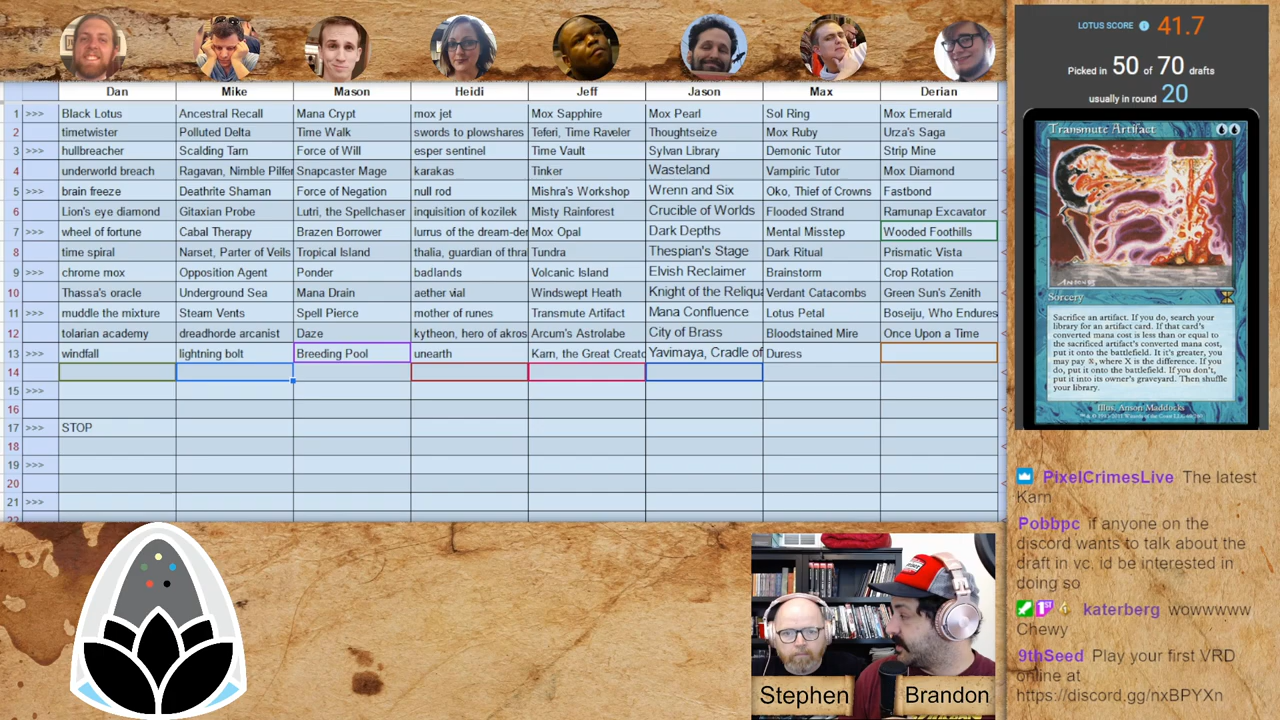 Dan Mike Mason Heidi Jeff Jason Max Derian
1 >>> Black Lotus Ancestral Recall Mana Crypt mox jet Mox Sapphire Mox Pearl Sol Ring Mox Emerald
2 timetwister Polluted Delta Time Walk swords to plowshares Teferi, Time Raveler Thoughtseize Mox Ruby Urza's Saga <
3 >>> hullbreacher Scalding Tarn Force of Will esper sentinel Time Vault Sylvan Library Demonic Tutor Strip Mine
4 underworld breach Ragavan, Nimble Pilfer Snapcaster Mage karakas Tinker Wasteland Vampiric Tutor Mox Diamond <
5 >>> brain freeze Deathrite Shaman Force of Negation null rod Mishra's Workshop Wrenn and Six Oko, Thief of Crowns Fastbond
6 Lion's eye diamond Gitaxian Probe Lutri, the Spellchaser inquisition of kozilek Misty Rainforest Crucible of Worlds Flooded Strand Ramunap Excavator <
7 >>> wheel of fortune Cabal Therapy Brazen Borrower lurrus of the dream-der Mox Opal Dark Depths Mental Misstep Wooded Foothills
8 time spiral Narset, Parter of Veils Tropical Island thalia, guardian of thra Tundra Thespian's Stage Dark Ritual Prismatic Vista <
9 >>> chrome mox Opposition Agent Ponder badlands Volcanic Island Elvish Reclaimer Brainstorm Crop Rotation
10 Thassa's oracle Underground Sea Mana Drain aether vial Windswept Heath Knight of the Reliqua Verdant Catacombs Green Sun's Zenith <
11 >>> muddle the mixture Steam Vents Spell Pierce mother of runes Transmute Artifact Mana Confluence Lotus Petal Boseiju, Who Endures
12 tolarian academy dreadhorde arcanist Daze kytheon, hero of akros Arcum's Astrolabe City of Brass Bloodstained Mire Once Upon a Time <
13 >>> windfall lightning bolt Breeding Pool unearth Karn, the Great Creato Yavimaya, Cradle of Duress
14 <
15 >>>
16 <
17 >>> STOP
18 <
19 >>>
20 <
21 >>>
LOTUS SCORE 41.7
Picked in 50 of 70 drafts
usually in round 20
Transmute Artifact
Sorcery
Sacrifice an artifact. If you do, search your
library for an artifact card. If that card's
converted mana cost is less than or equal to
the sacrificed artifact's converted mana cost,
put it onto the battlefield. If it's greater, you
may pay X, where X is the difference. If you
do, put it onto the battlefield. If you don't,
put it into its owner's graveyard. Then shuffle
your library.
Illus. Anson Maddocks
PixelCrimesLive The latest
Karn
Pobbpc if anyone on the
discord wants to talk about the
draft in vc, id be interested in
doing so
1ST katerberg wowwwww
Chewy
9thSeed Play your first VRD
online at
https://discord.gg/nxBPYXn
Stephen Brandon